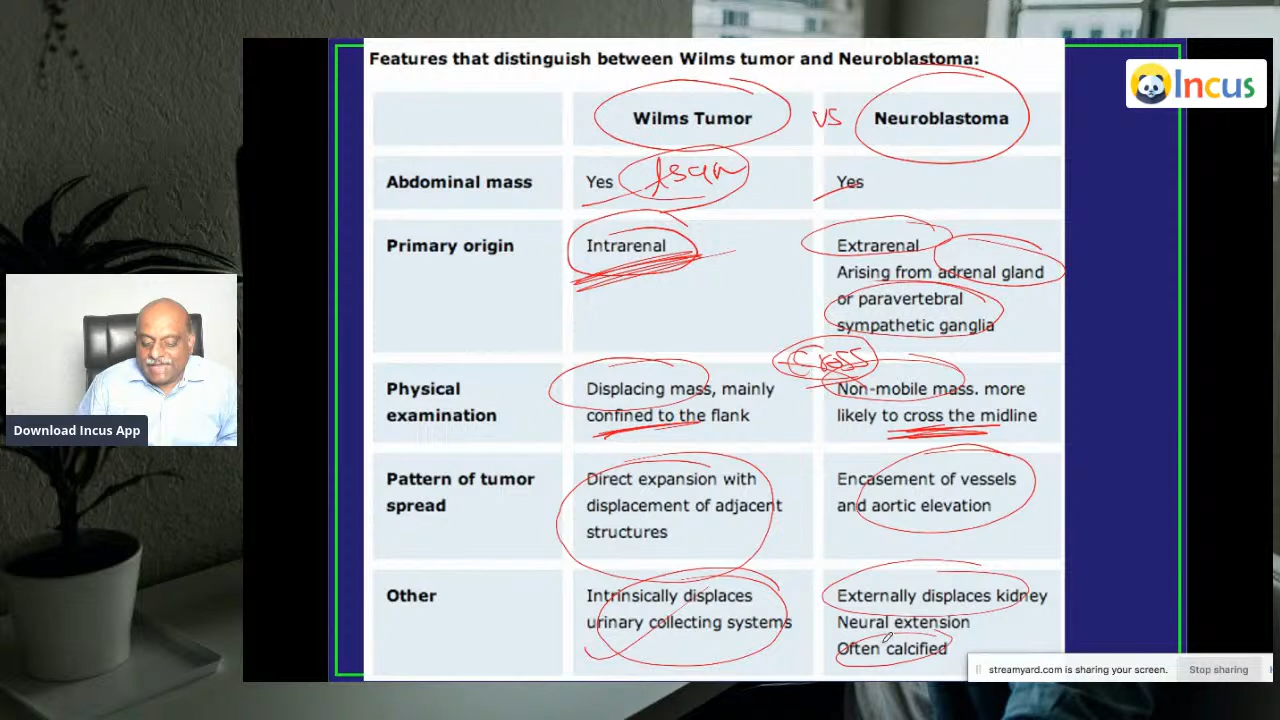 Features that distinguish between Wilms tumor and Neuroblastoma:
Incus
Wilms Tumor
vs
Neuroblastoma
Abdominal mass
Yes
Yes
Primary origin
Intrarenal
Extrarenal
Arising from adrenal gland
or paravertebral
sympathetic ganglia
Cross
Physical
examination
Displacing mass, mainly
confined to the flank
Non-mobile mass. more
likely to cross the midline
Pattern of tumor
spread
Direct expansion with
displacement of adjacent
structures
Encasement of vessels
and aortic elevation
Other
Intrinsically displaces
urinary collecting systems
Externally displaces kidney
Neural extension
Often calcified
Download Incus App
streamyard.com is sharing your screen.
Stop sharing